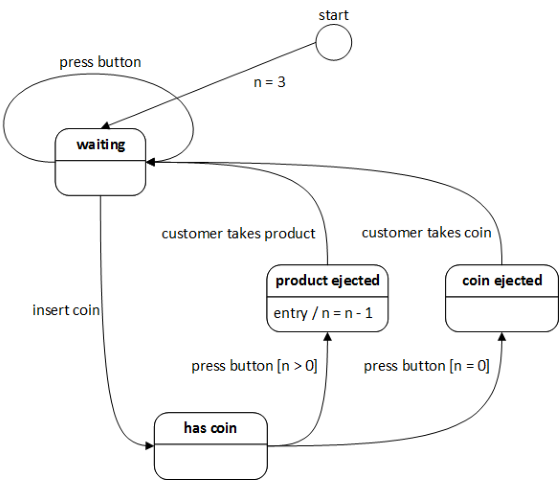 start
press button
n = 3
waiting
customer takes product
customer takes coin
product ejected
coin ejected
entry / n = n - 1
insert coin
press button [n > 0]
press button [n = 0]
has coin